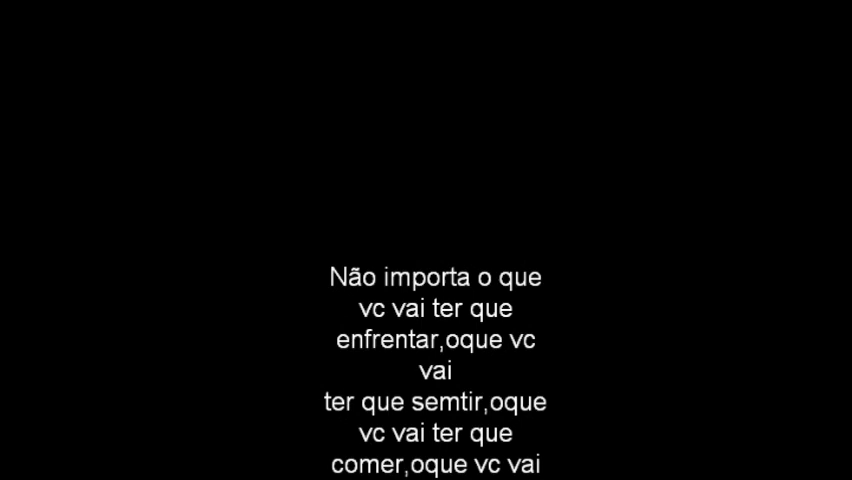 Não importa o que
vc vai ter que
enfrentar,oque vc
vai
ter que semtir,oque
vc vai ter que
comer,oque vc vai